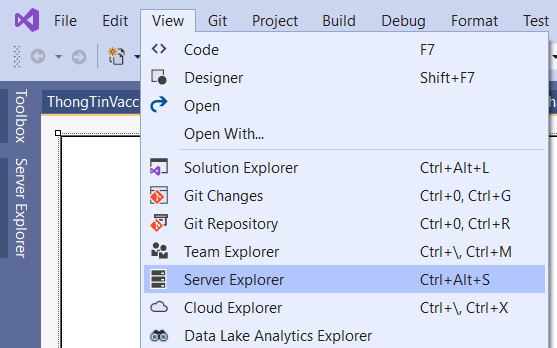 File Edit View Git Project Build Debug Format Test
Code F7
Designer Shift+F7
Open
Open With...
Solution Explorer Ctrl+Alt+L
Git Changes Ctrl+0, Ctrl+G
Git Repository Ctrl+0, Ctrl+R
Team Explorer Ctrl+\, Ctrl+M
Server Explorer Ctrl+Alt+S
Cloud Explorer Ctrl+\, Ctrl+X
Data Lake Analytics Explorer
ThongTinVacc
Toolbox
Server Explorer